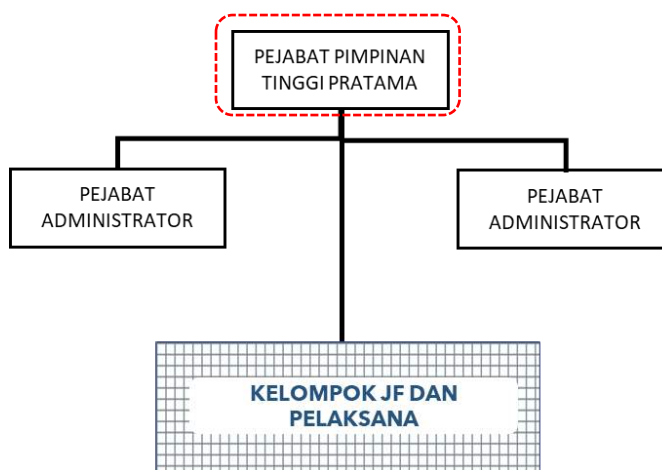 PEJABAT PIMPINAN
TINGGI PRATAMA
PEJABAT
ADMINISTRATOR
PEJABAT
ADMINISTRATOR
KELOMPOK JF DAN
PELAKSANA